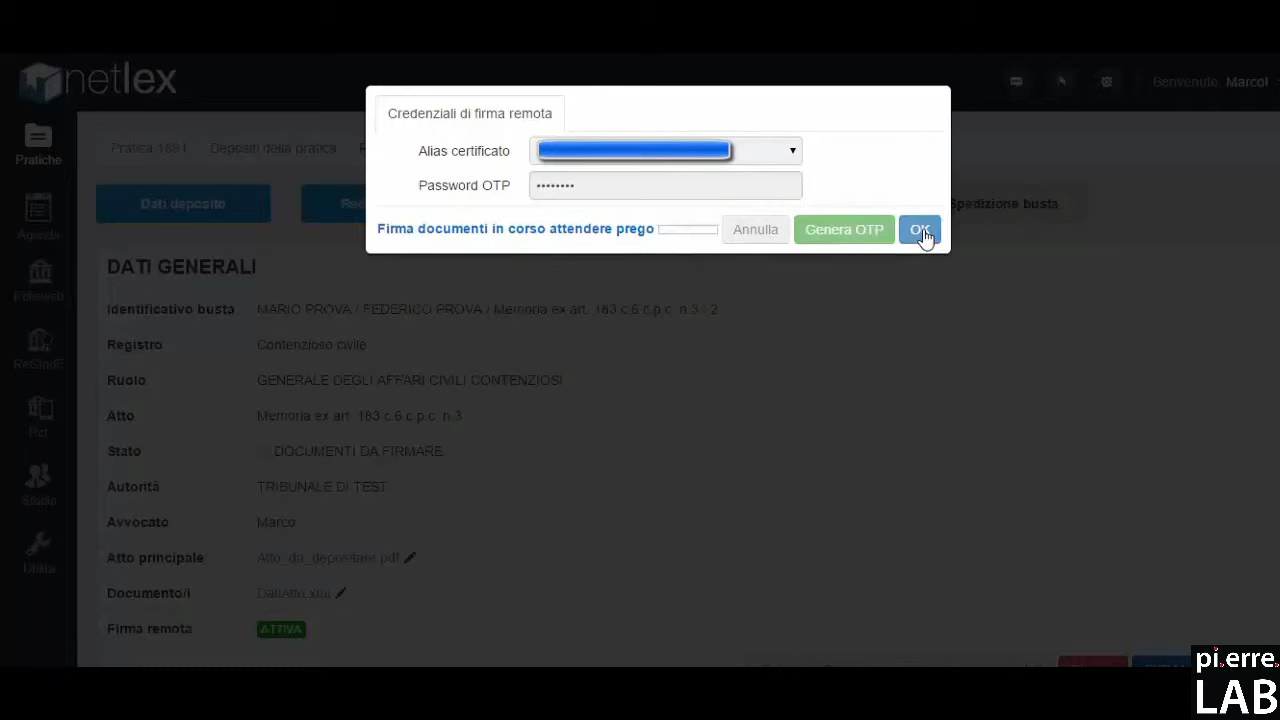 netlex
Benvenuto, Marco!
Credenziali di firma remota
Alias certificato
Password OTP ••••••••
Firma documenti in corso attendere prego Annulla Genera OTP OK
Pratiche
Agenda
Utilità
Pct
Studio
Pratica 1881 Depositi della pratica
Dati deposito Spedizione busta
DATI GENERALI
Identificativo busta MARIO PROVA / FEDERICO PROVA / Memoria ex art. 183 c.6 c.p.c. n.3
Registro Contenzioso civile
Ruolo GENERALE DEGLI AFFARI CIVILI CONTENZIOSI
Atto Memoria ex art. 183 c.6 c.p.c. n.3
Stato DOCUMENTI DA FIRMARE
Autorità TRIBUNALE DI TEST
Avvocato Marco
Atto principale Atto_da_depositare.pdf
Documento/i DatiAtto.xml
Firma remota ATTIVA
pi.erre.
LAB